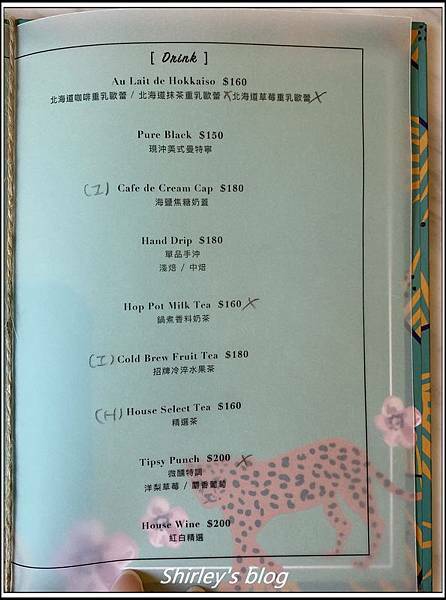 [ Drink ]
Au Lait de Hokkaiso $160
北海道咖啡重乳歐蕾 / 北海道抹茶重乳歐蕾 / 北海道草莓重乳歐蕾 X
Pure Black $150
現沖美式曼特寧
(I) Cafe de Cream Cap $180
海鹽焦糖奶蓋
Hand Drip $180
單品手沖
淺焙 / 中焙
Hop Pot Milk Tea $160 X
鍋煮香料奶茶
(I) Cold Brew Fruit Tea $180
招牌冷淬水果茶
(H) House Select Tea $160
精選茶
Tipsy Punch $200 X
微醺特調
洋梨草莓 / 麝香葡萄
House Wine $200
紅白精選
Shirley's blog